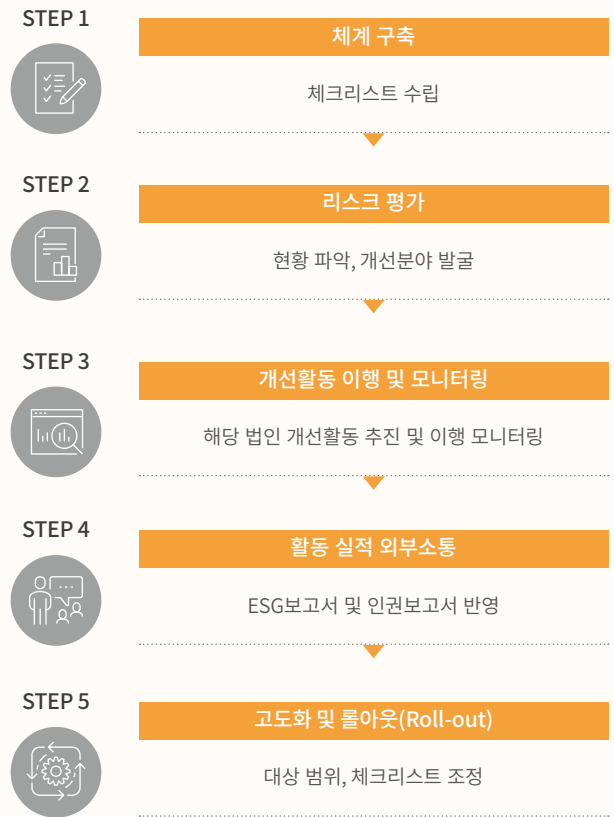 STEP 1
체계 구축
체크리스트 수립
STEP 2
리스크 평가
현황 파악, 개선분야 발굴
STEP 3
개선활동 이행 및 모니터링
해당 법인 개선활동 추진 및 이행 모니터링
STEP 4
활동 실적 외부소통
ESG보고서 및 인권보고서 반영
STEP 5
고도화 및 롤아웃(Roll-out)
대상 범위, 체크리스트 조정